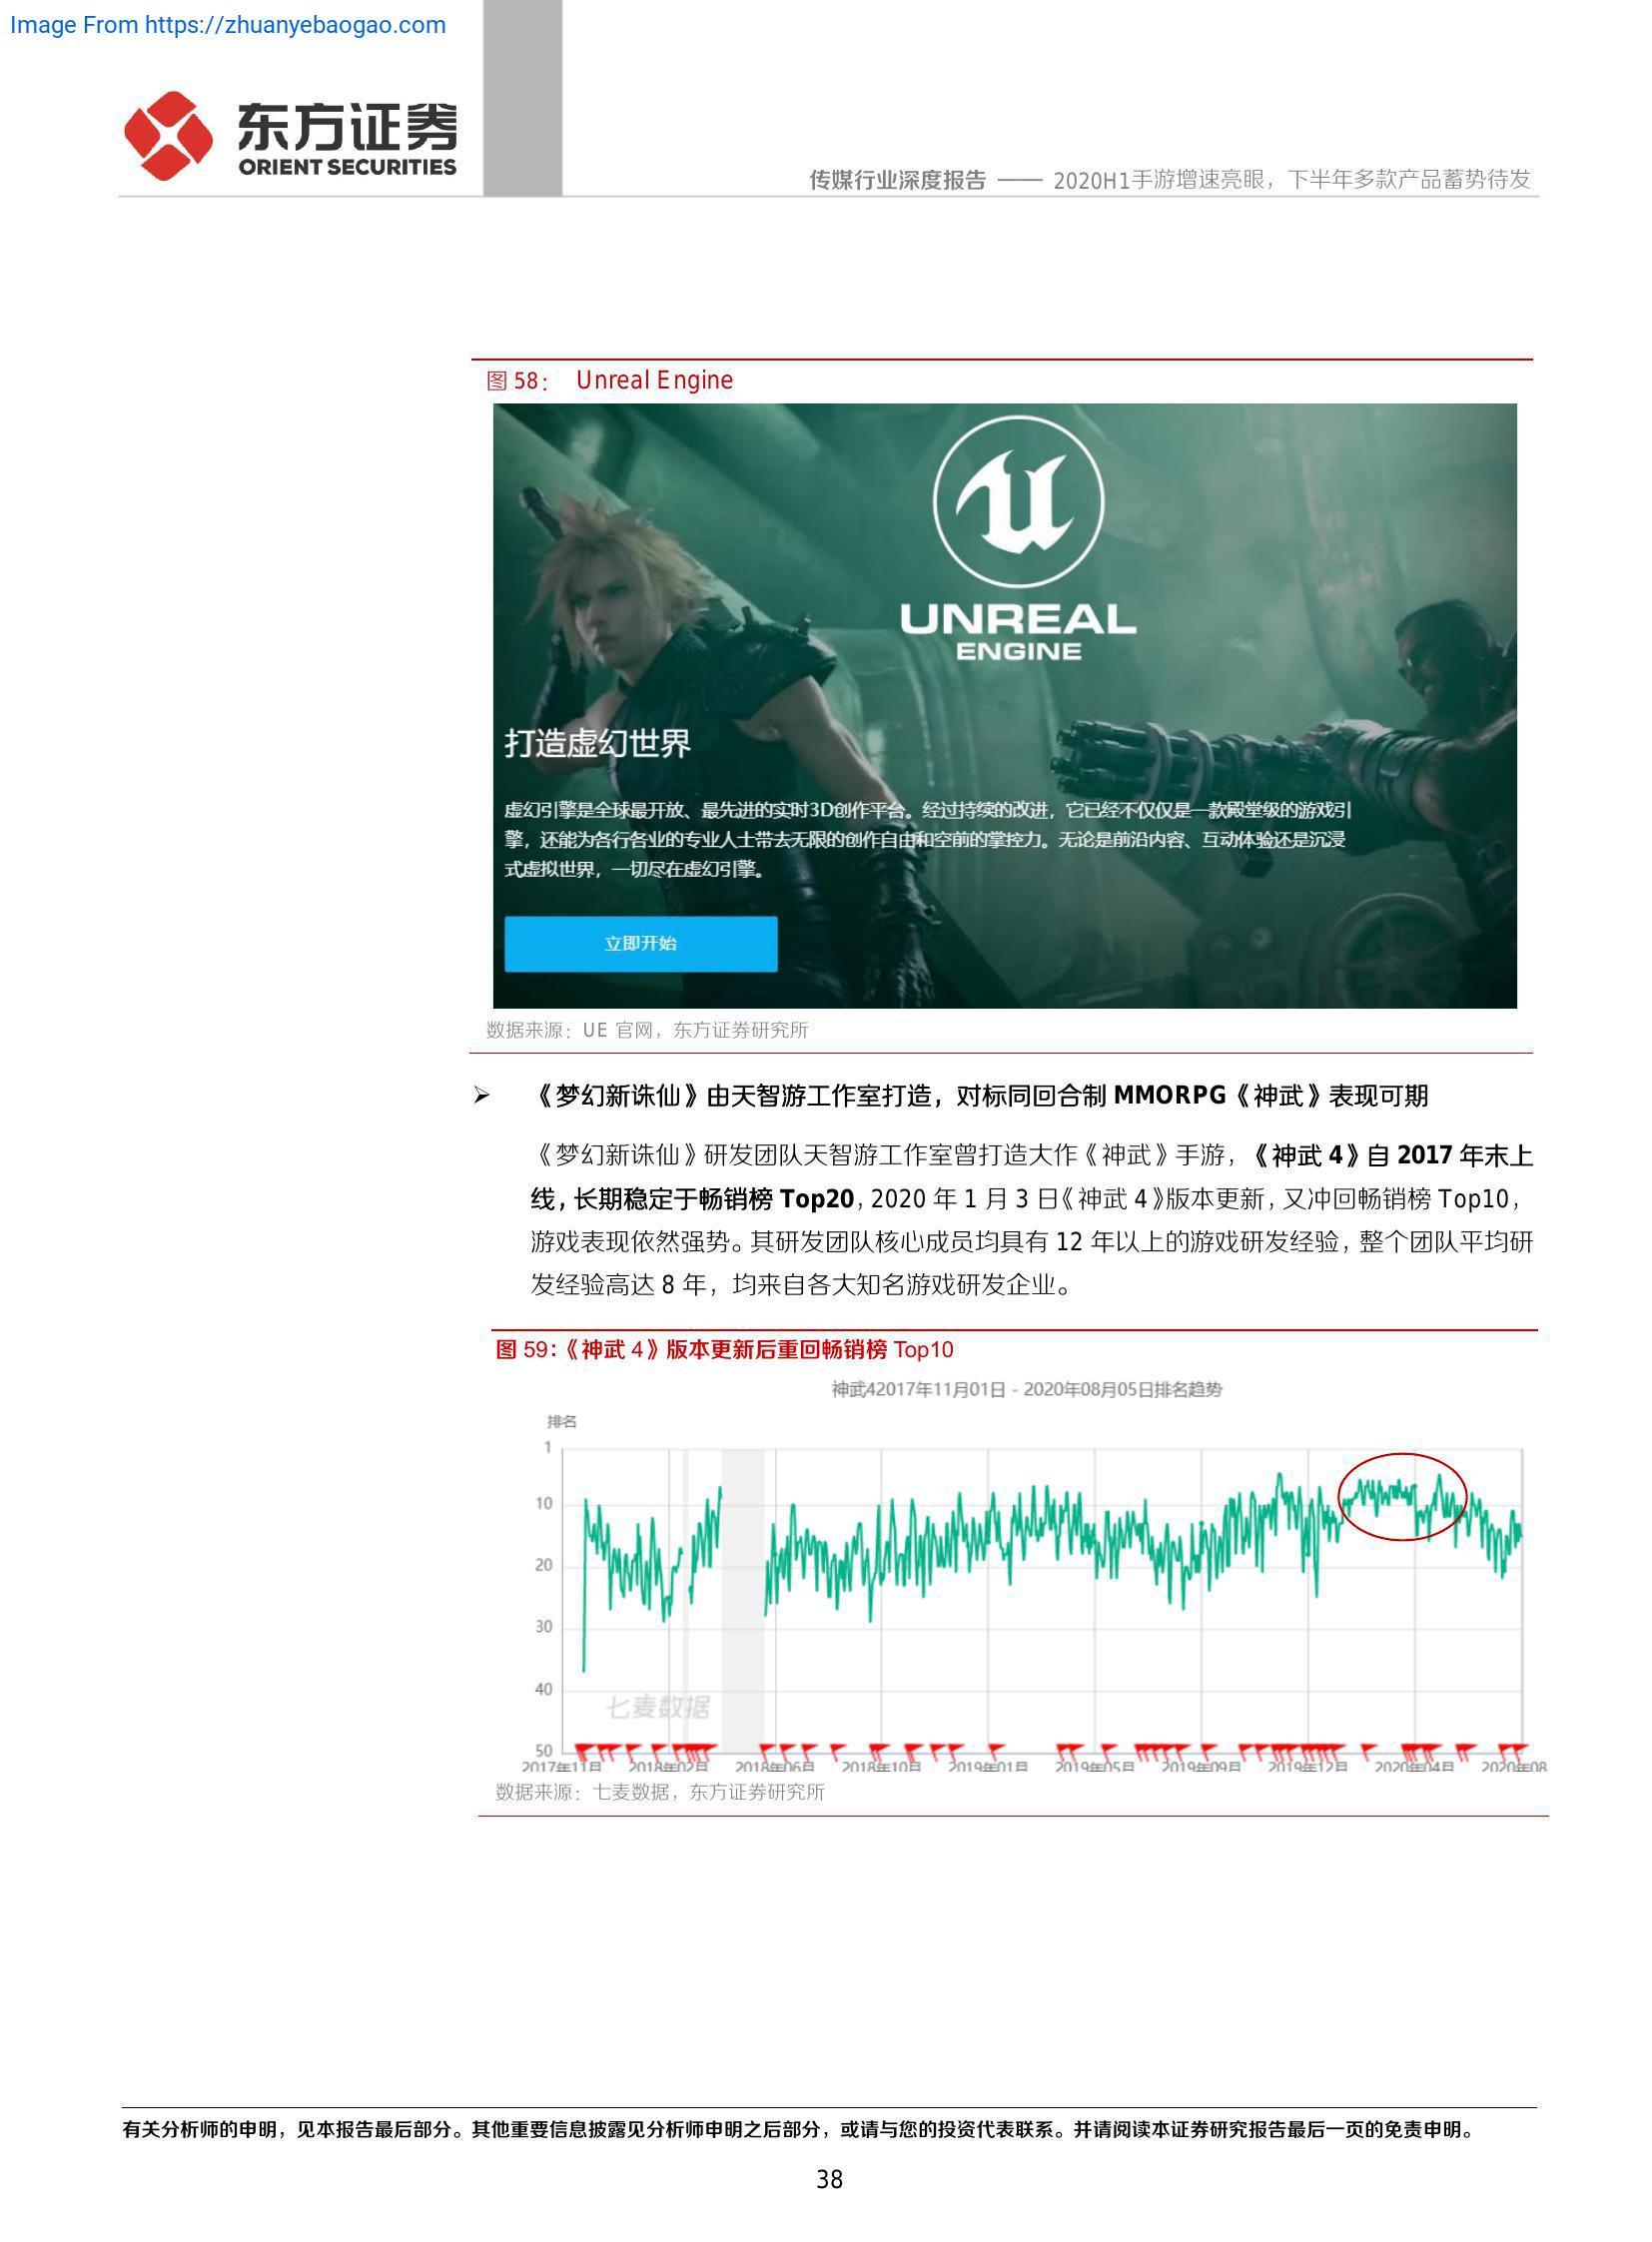 Image From https://zhuanyebaogao.com
东方证券
ORIENT SECURITIES
传媒行业深度报告 —— 2020H1手游增速亮眼，下半年多款产品蓄势待发
图 58： Unreal Engine
UNREAL
ENGINE
打造虚幻世界
虚幻引擎是全球最开放、最先进的实时3D创作平台。经过持续的改进，它已经不仅仅是一款殿堂级的游戏引
擎，还能为各行各业的专业人士带去无限的创作自由和空前的掌控力。无论是前沿内容、互动体验还是沉浸
式虚拟世界，一切尽在虚幻引擎。
立即开始
数据来源：UE 官网，东方证券研究所
➢ 《梦幻新诛仙》由天智游工作室打造，对标同回合制 MMORPG《神武》表现可期
《梦幻新诛仙》研发团队天智游工作室曾打造大作《神武》手游，《神武 4》自 2017 年末上
线，长期稳定于畅销榜 Top20，2020 年 1 月 3 日《神武 4》版本更新，又冲回畅销榜 Top10，
游戏表现依然强势。其研发团队核心成员均具有 12 年以上的游戏研发经验，整个团队平均研
发经验高达 8 年，均来自各大知名游戏研发企业。
图 59：《神武 4》版本更新后重回畅销榜 Top10
神武42017年11月01日 - 2020年08月05日排名趋势
排名
1
10
20
30
40
50
七麦数据
2017年11月 2018年02月 2018年06月 2018年10月 2019年01月 2019年05月 2019年09月 2019年12月 2020年04月 2020年08
数据来源：七麦数据，东方证券研究所
有关分析师的申明，见本报告最后部分。其他重要信息披露见分析师申明之后部分，或请与您的投资代表联系。并请阅读本证券研究报告最后一页的免责申明。
38